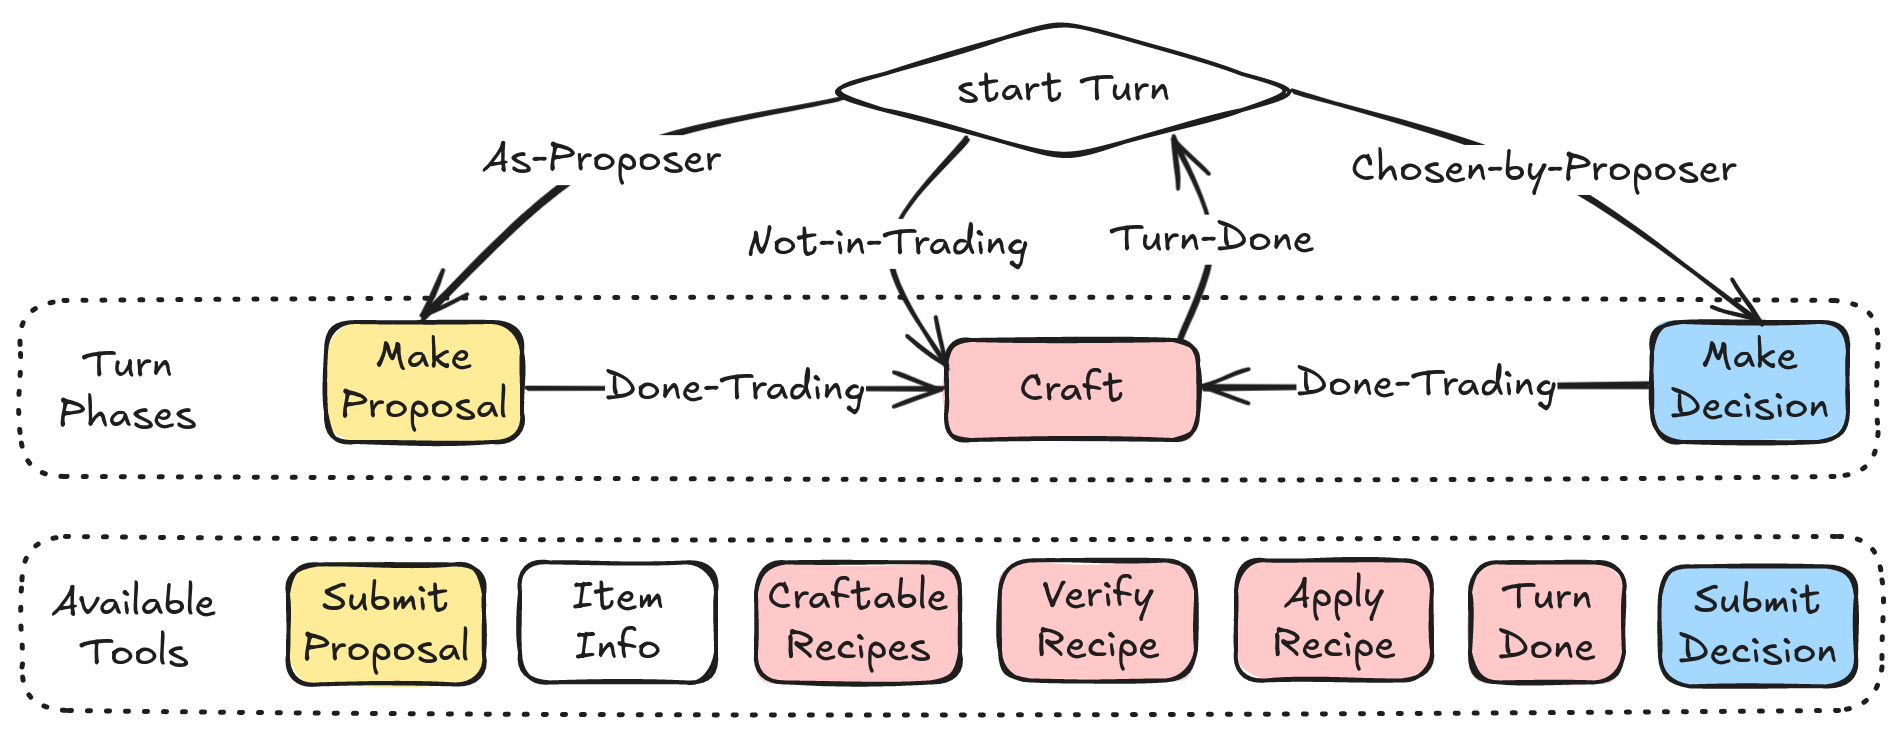 start Turn
As-Proposer
Chosen-by-Proposer
Not-in-Trading
Turn-Done
Turn
Phases
Make
Proposal
Done-Trading
Craft
Done-Trading
Make
Decision
Available
Tools
Submit
Proposal
Item
Info
Craftable
Recipes
Verify
Recipe
Apply
Recipe
Turn
Done
Submit
Decision